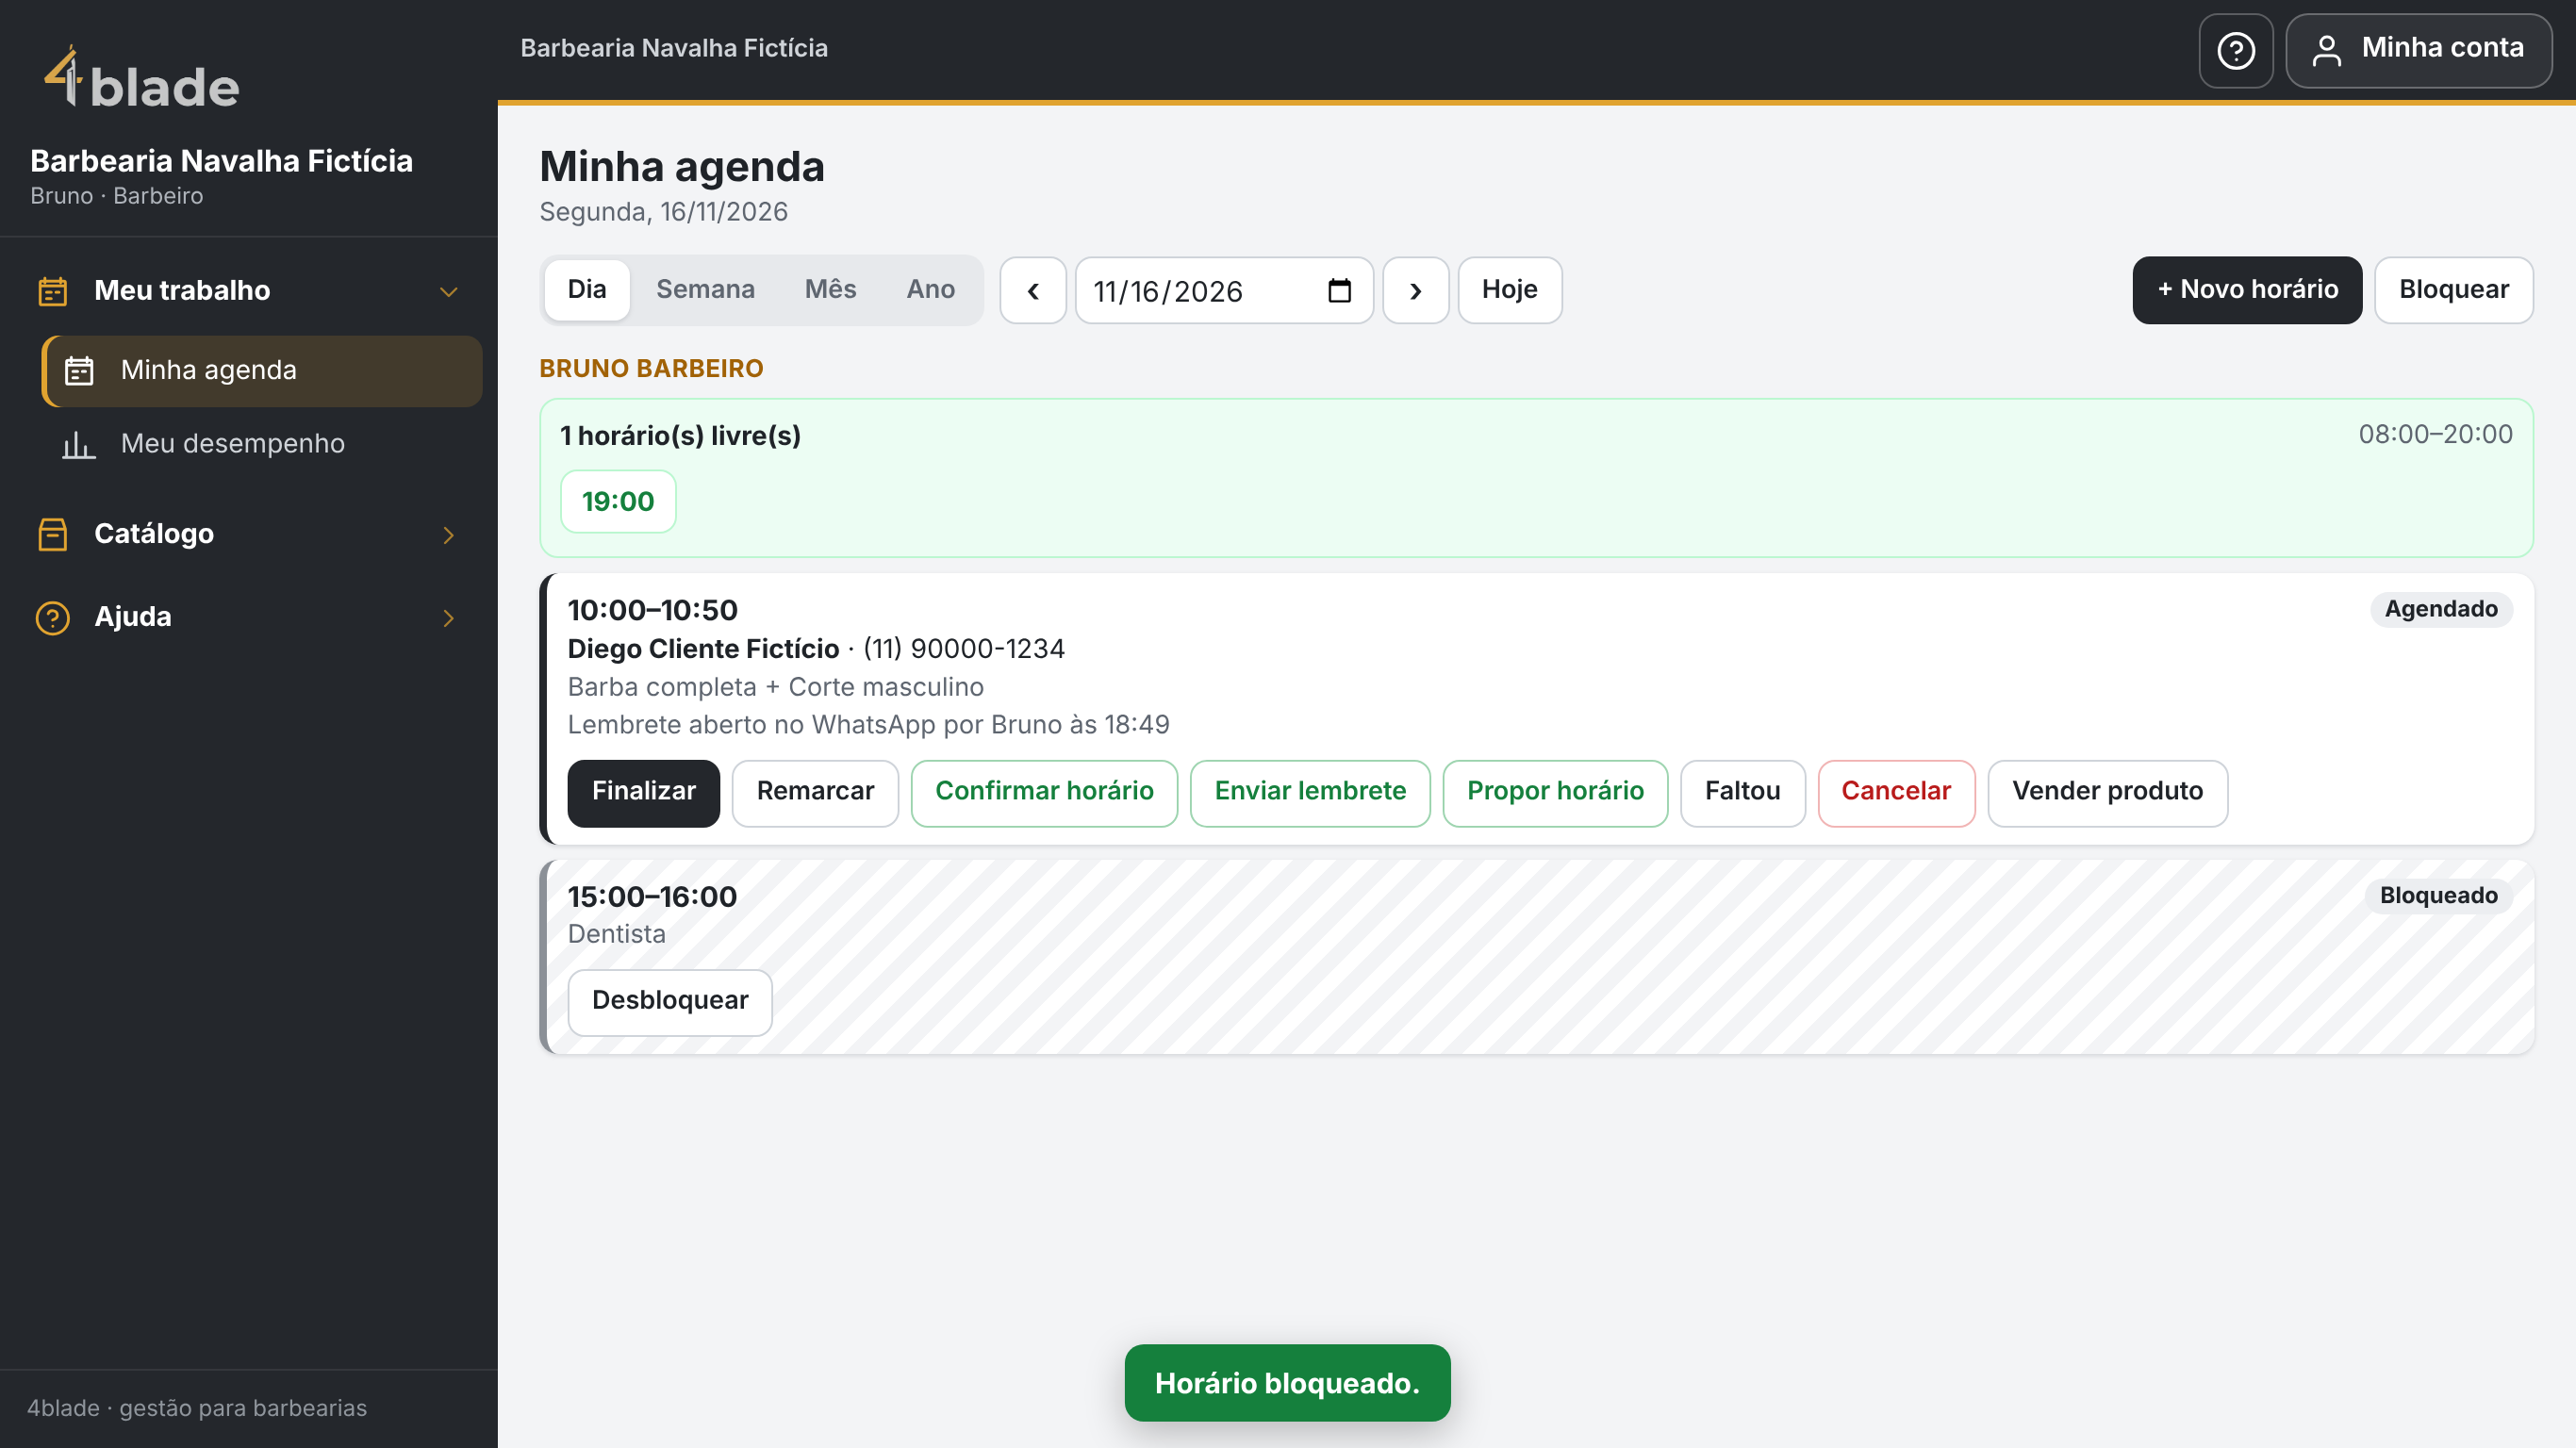 4blade
Barbearia Navalha Fictícia
Bruno · Barbeiro
Meu trabalho
Minha agenda
Meu desempenho
Catálogo
Ajuda
4blade · gestão para barbearias
Barbearia Navalha Fictícia
Minha conta
Minha agenda
Segunda, 16/11/2026
Dia Semana Mês Ano ‹ 11/16/2026 › Hoje + Novo horário Bloquear
BRUNO BARBEIRO
1 horário(s) livre(s) 08:00–20:00
19:00
10:00–10:50 Agendado
Diego Cliente Fictício · (11) 90000-1234
Barba completa + Corte masculino
Lembrete aberto no WhatsApp por Bruno às 18:49
Finalizar Remarcar Confirmar horário Enviar lembrete Propor horário Faltou Cancelar Vender produto
15:00–16:00 Bloqueado
Dentista
Desbloquear
Horário bloqueado.